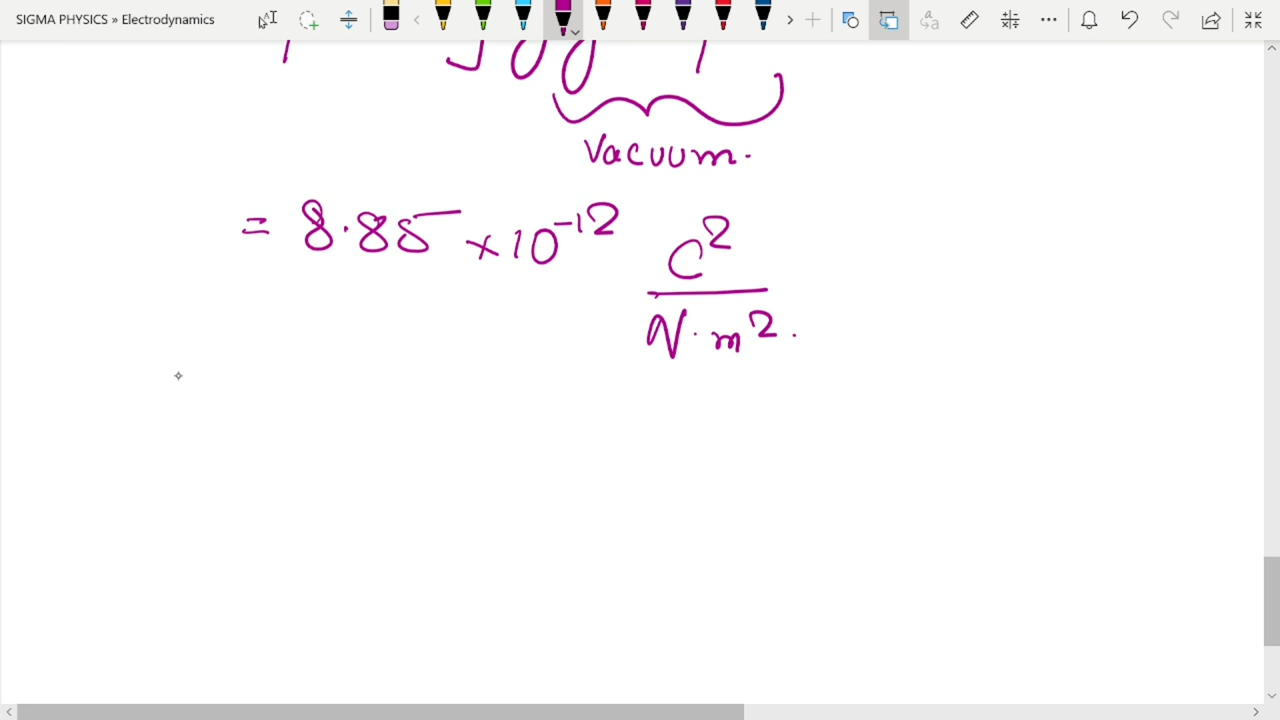 SIGMA PHYSICS » Electrodynamics
Vacuum.
= 8.85 × 10⁻¹² C² / N·m².